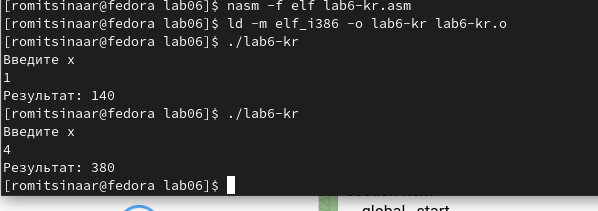 [romitsinaar@fedora lab06]$ nasm -f elf lab6-kr.asm
[romitsinaar@fedora lab06]$ ld -m elf_i386 -o lab6-kr lab6-kr.o
[romitsinaar@fedora lab06]$ ./lab6-kr
Введите x
1
Результат: 140
[romitsinaar@fedora lab06]$ ./lab6-kr
Введите x
4
Результат: 380
[romitsinaar@fedora lab06]$
global _start